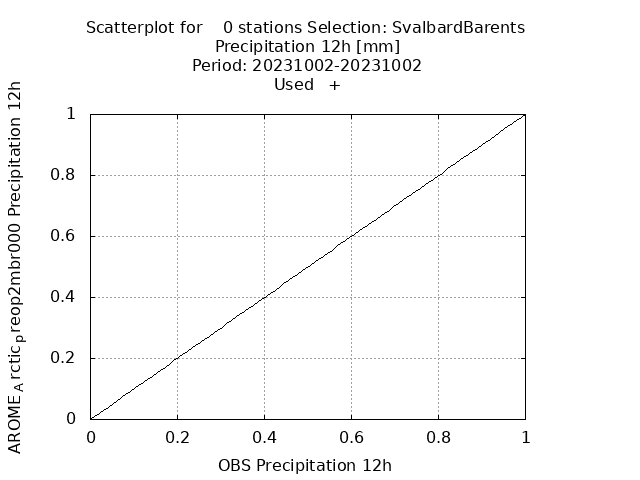 Scatterplot for    0 stations Selection: SvalbardBarents
Precipitation 12h [mm]
Period: 20231002-20231002
Used   +
AROME_Arctic_preop2mbr000 Precipitation 12h
1
0.8
0.6
0.4
0.2
0
0 0.2 0.4 0.6 0.8 1
OBS Precipitation 12h